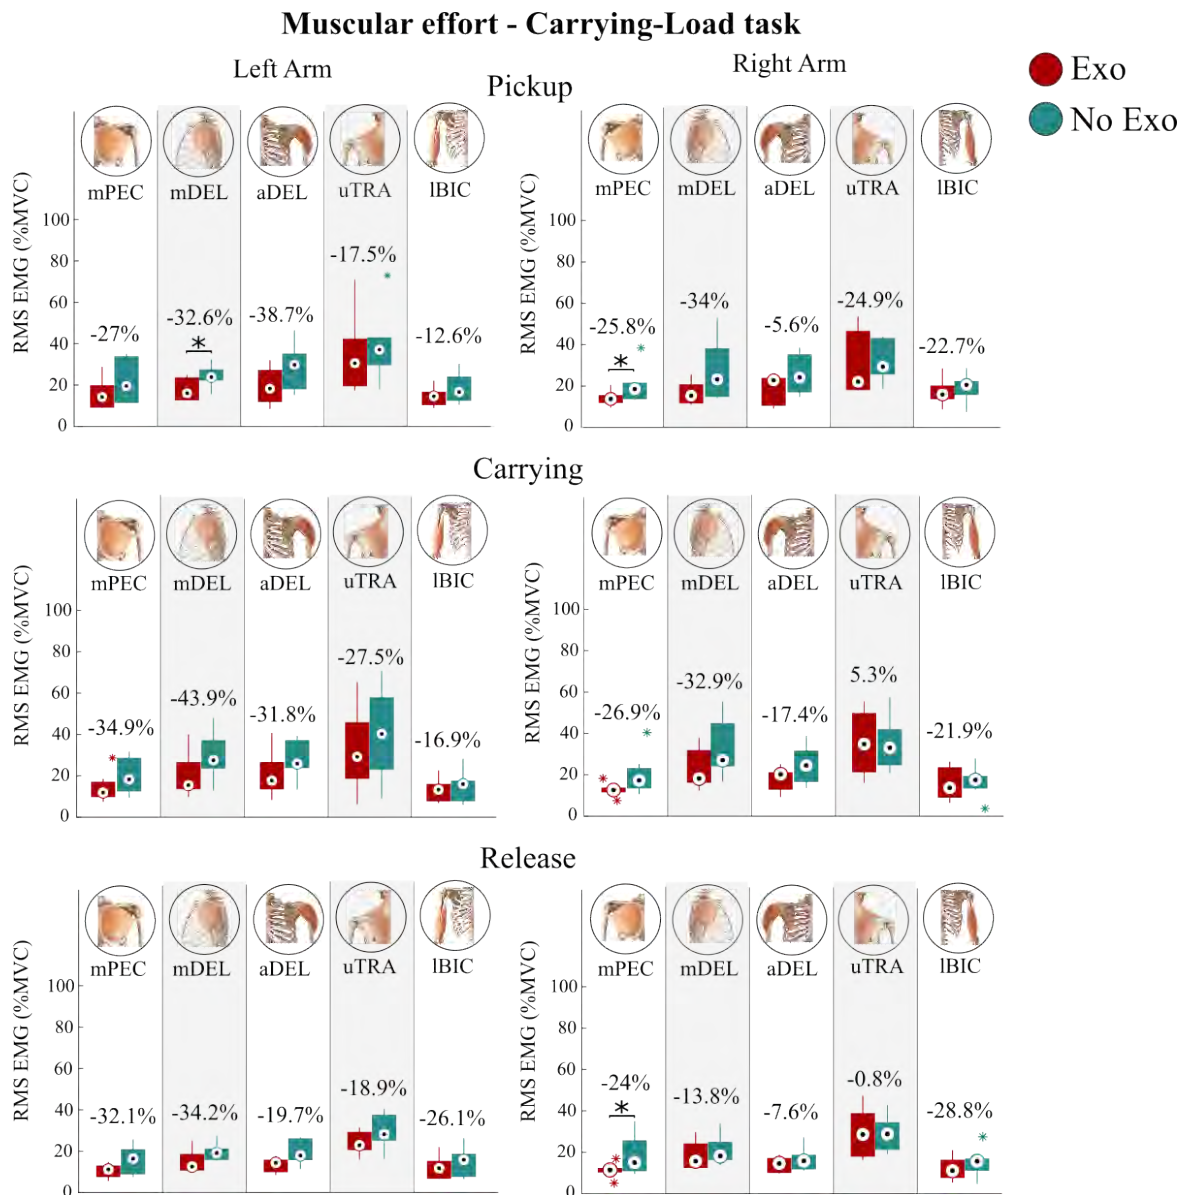 Muscular effort - Carrying-Load task
Left Arm
Right Arm
Exo
No Exo
Pickup
mPEC mDEL aDEL uTRA lBIC
RMS EMG (%MVC)
100
80
60
40
20
0
-27% -32.6% -38.7% -17.5% -12.6%
*
mPEC mDEL aDEL uTRA lBIC
RMS EMG (%MVC)
100
80
60
40
20
0
-25.8% -34% -5.6% -24.9% -22.7%
*
Carrying
mPEC mDEL aDEL uTRA lBIC
RMS EMG (%MVC)
100
80
60
40
20
0
-34.9% -43.9% -31.8% -27.5% -16.9%
mPEC mDEL aDEL uTRA lBIC
RMS EMG (%MVC)
100
80
60
40
20
0
-26.9% -32.9% -17.4% 5.3% -21.9%
Release
mPEC mDEL aDEL uTRA lBIC
RMS EMG (%MVC)
100
80
60
40
20
0
-32.1% -34.2% -19.7% -18.9% -26.1%
mPEC mDEL aDEL uTRA lBIC
RMS EMG (%MVC)
100
80
60
40
20
0
-24% -13.8% -7.6% -0.8% -28.8%
*